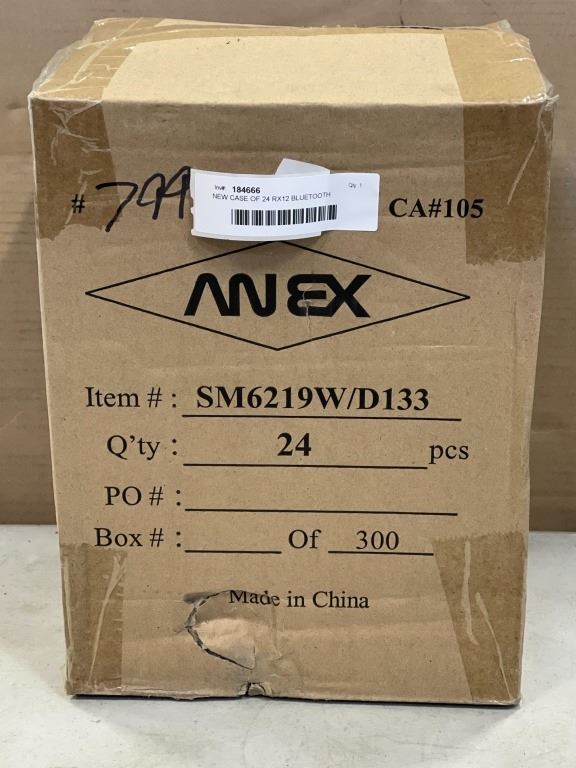 Inv#: 184666 Qty: 1
NEW CASE OF 24 RX12 BLUETOOTH
# CA#105
ANEX
Item # : SM6219W/D133
Q'ty : 24 pcs
PO # :
Box # : Of 300
Made in China